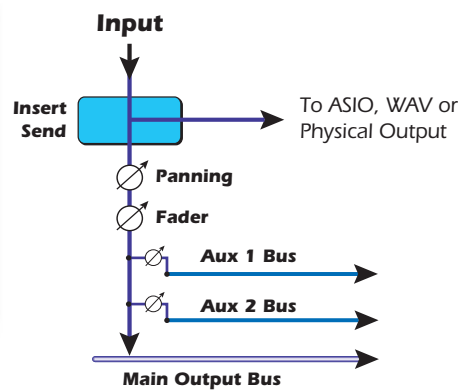 Input
Insert
Send
To ASIO, WAV or
Physical Output
Panning
Fader
Aux 1 Bus
Aux 2 Bus
Main Output Bus